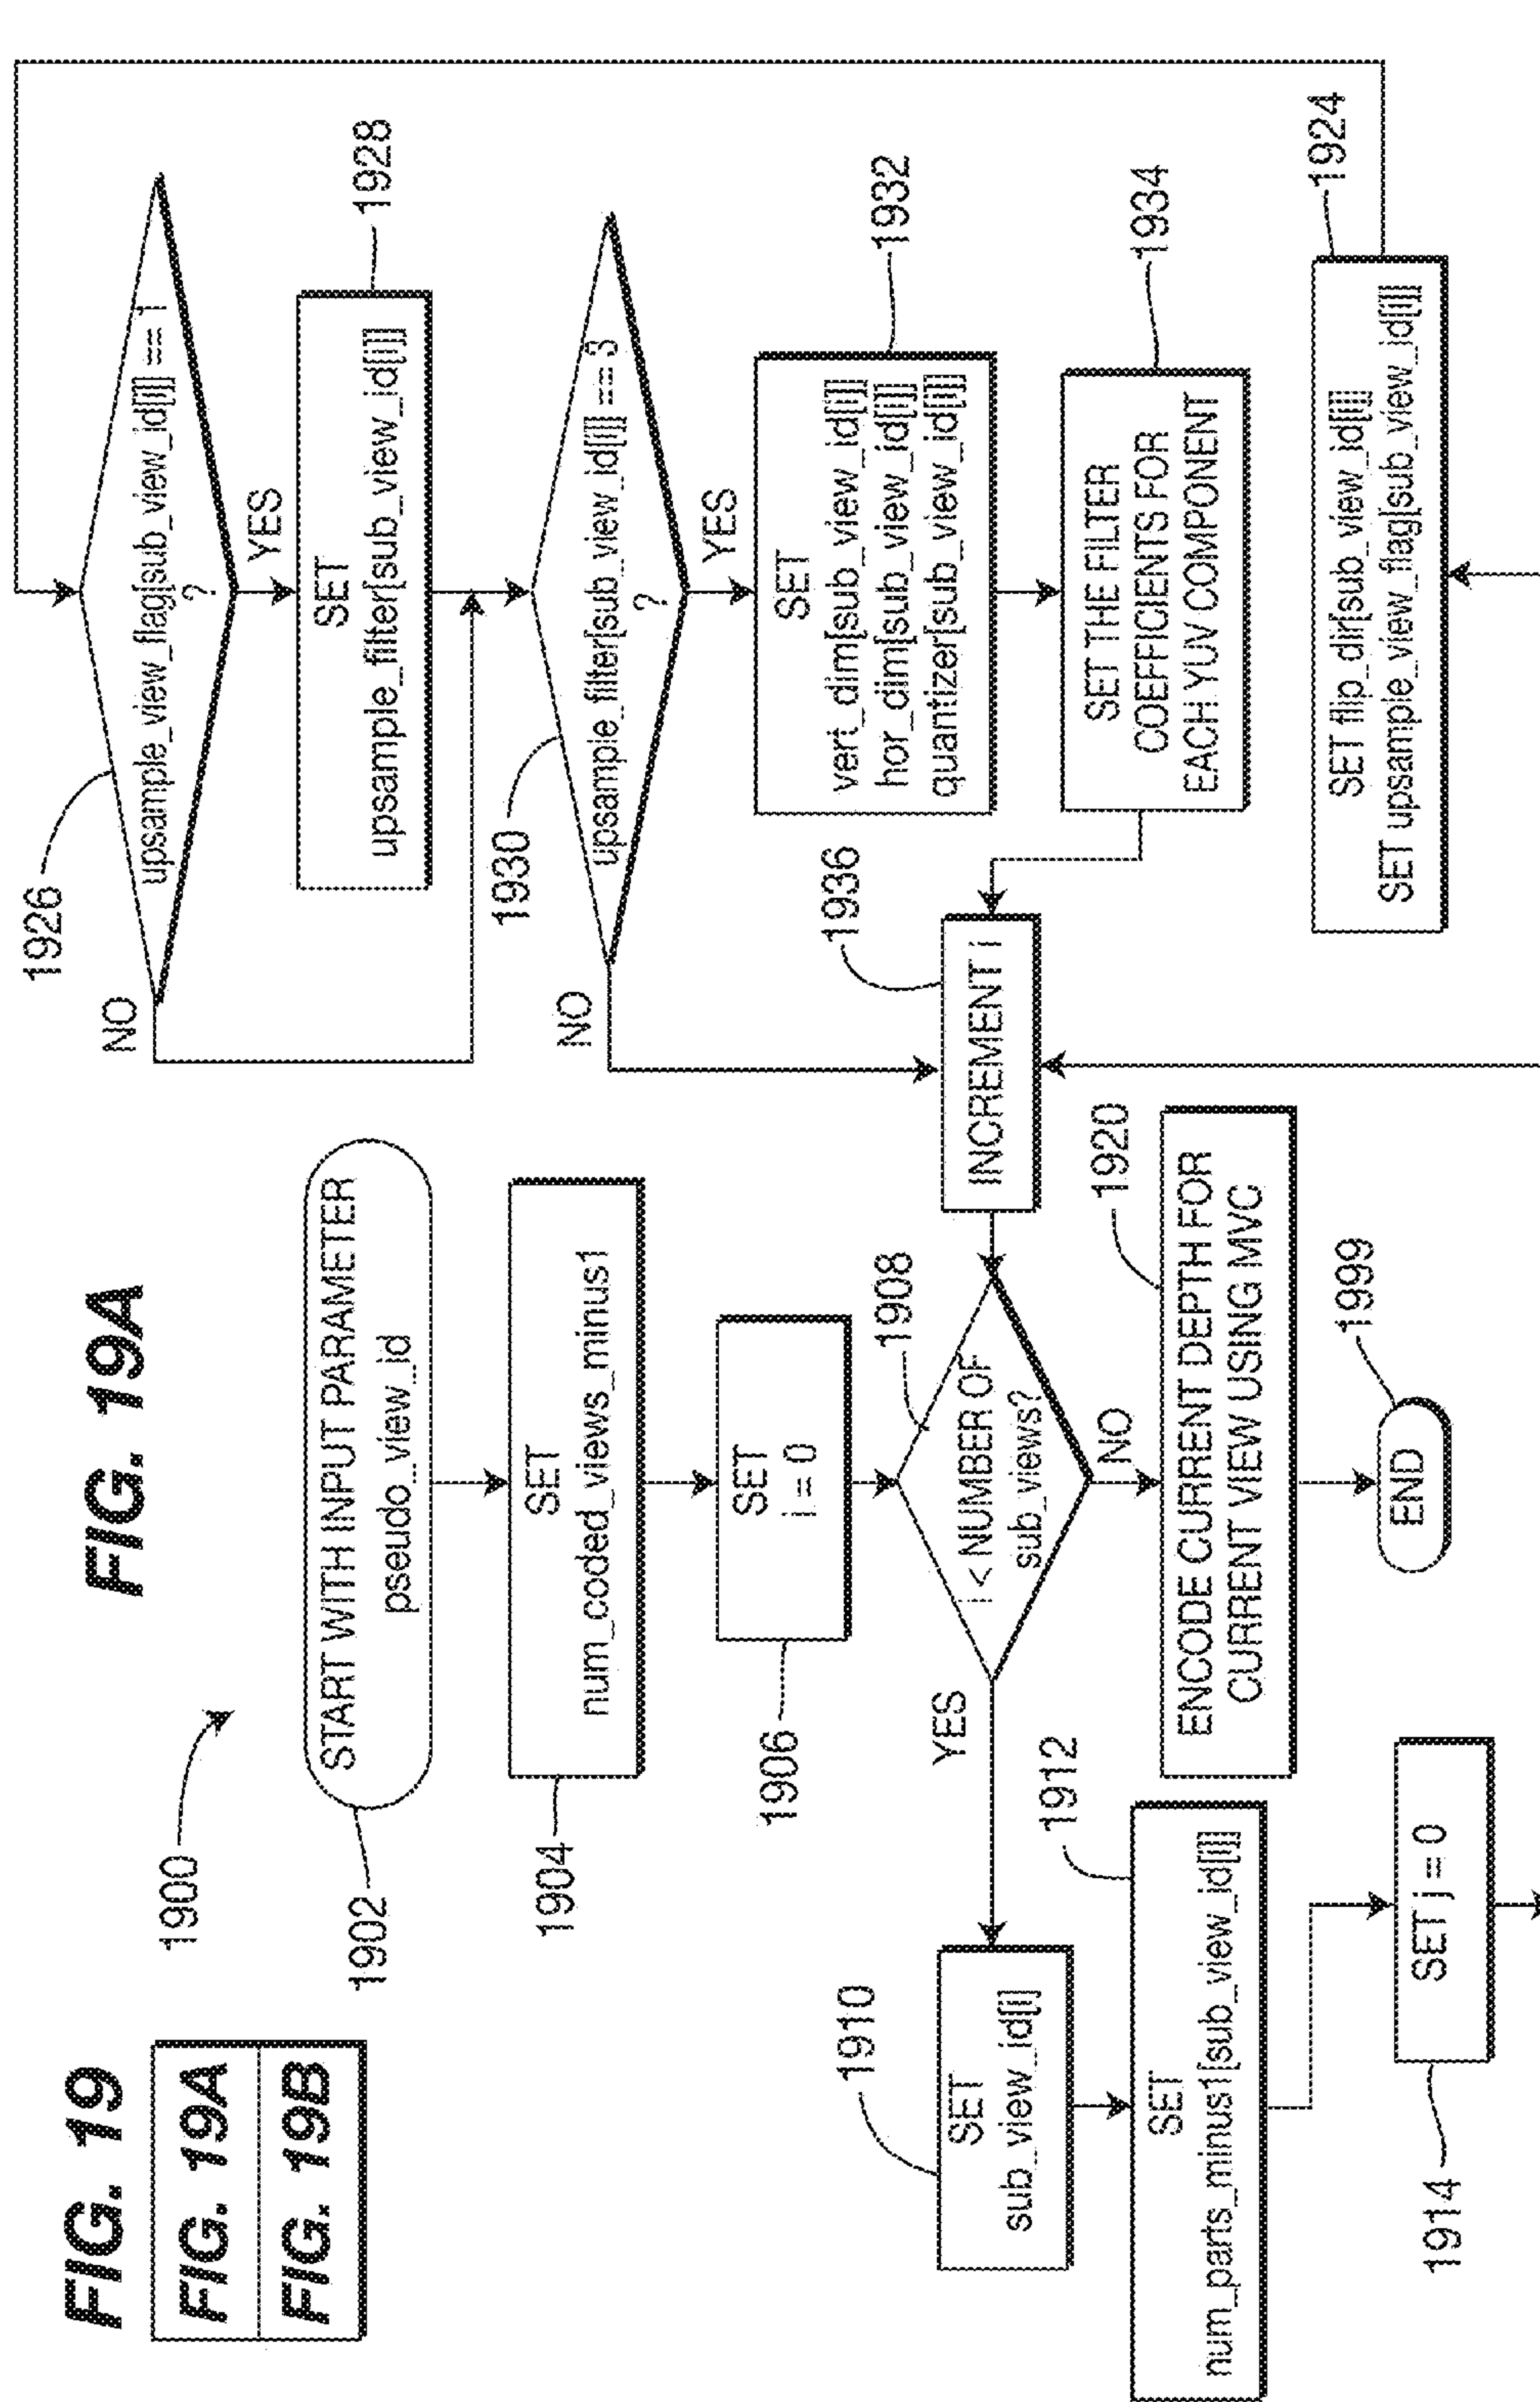 FIG. 19
FIG. 19A
FIG. 19B
FIG. 19A
1900
START WITH INPUT PARAMETER
pseudo_view_id
1902
SET
num_coded_views_minus1
1904
SET
i = 0
1906
i < NUMBER OF
sub_views?
1908
YES
NO
SET
sub_view_id[i]
1910
SET
num_parts_minus1[sub_view_id[i]]
1912
SET j = 0
1914
ENCODE CURRENT DEPTH FOR
CURRENT VIEW USING MVC
1920
END
1999
upsample_view_flag[sub_view_id[i]] == 1
?
1926
NO
YES
SET
upsample_filter[sub_view_id[i]]
1928
upsample_filter[sub_view_id[i]] == 3
?
1930
NO
YES
SET
vert_dim[sub_view_id[i]]
hor_dim[sub_view_id[i]]
quantizer[sub_view_id[i]]
1932
SET THE FILTER
COEFFICIENTS FOR
EACH YUV COMPONENT
1934
INCREMENT i
1936
SET flip_dir[sub_view_id[i]]
SET upsample_view_flag[sub_view_id[i]]
1924